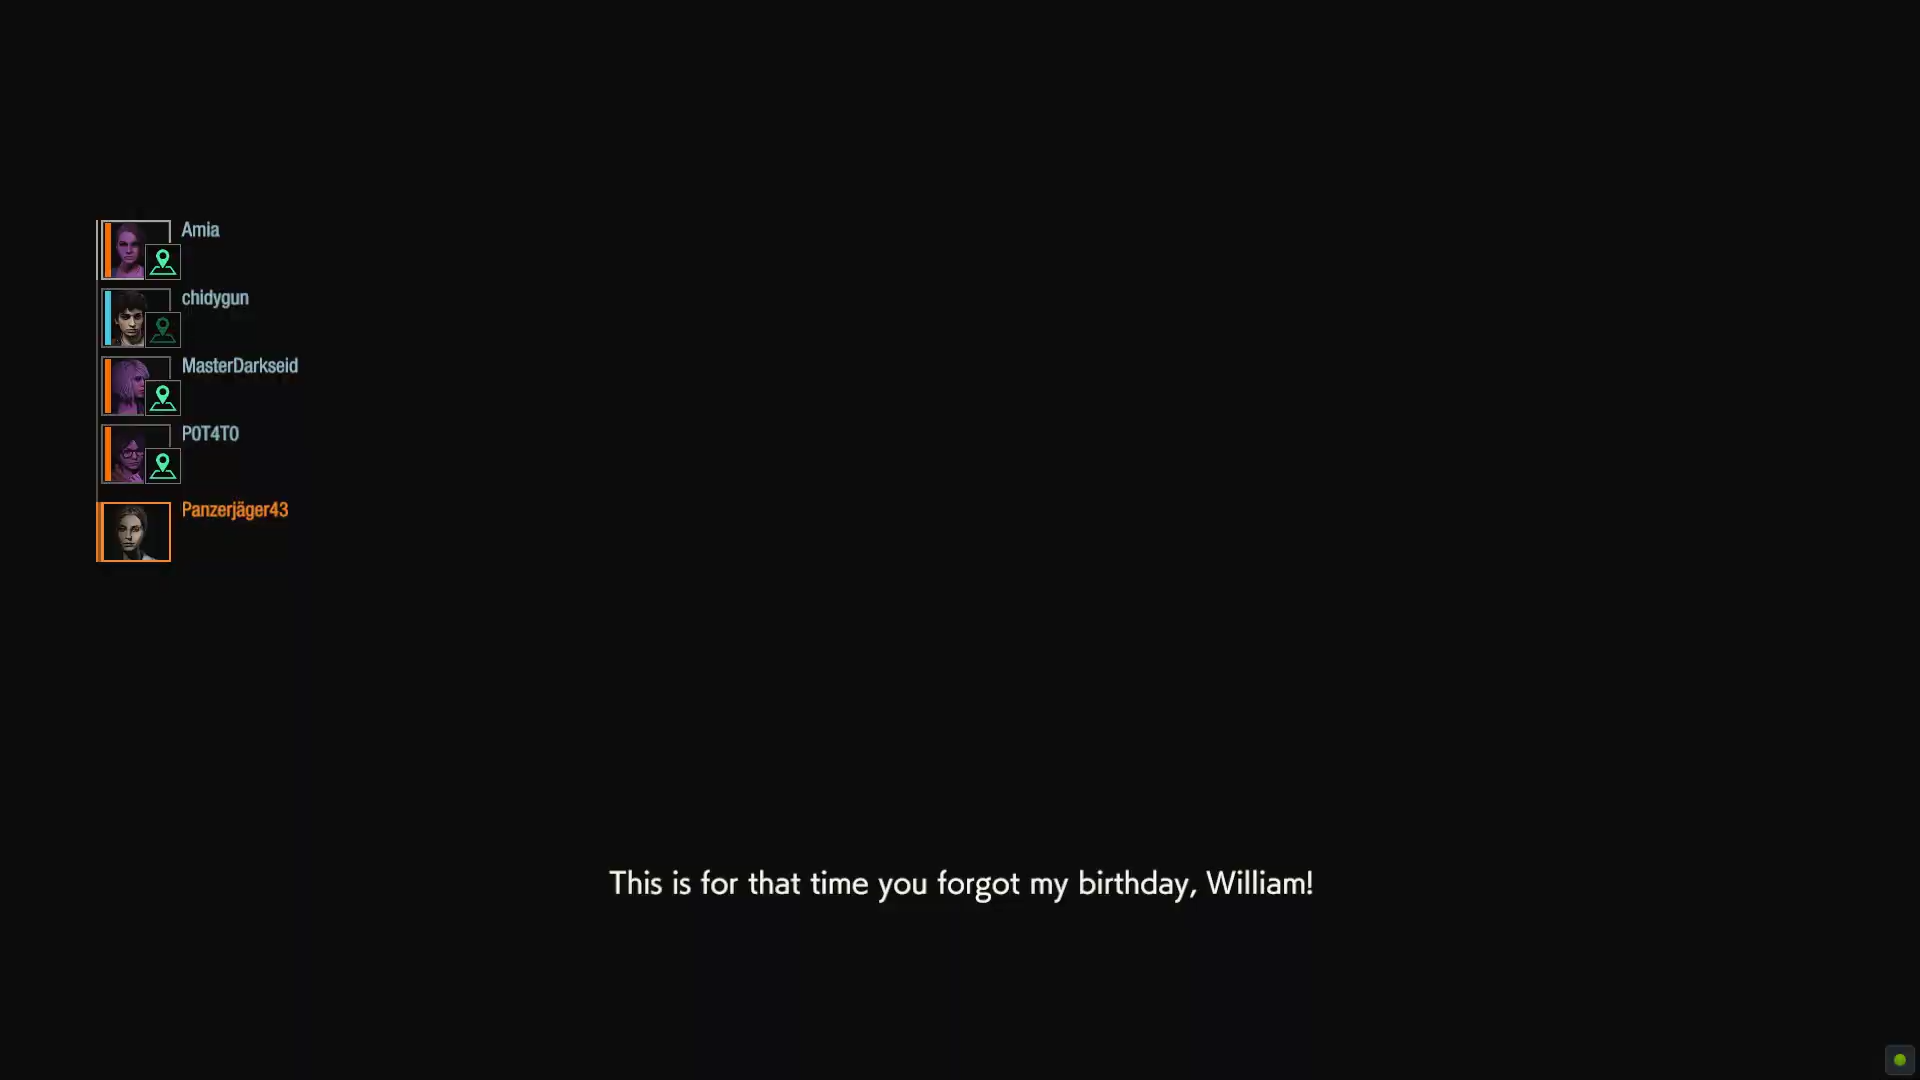 Amia
chidygun
MasterDarkseid
P0T4T0
Panzerjäger43
This is for that time you forgot my birthday, William!